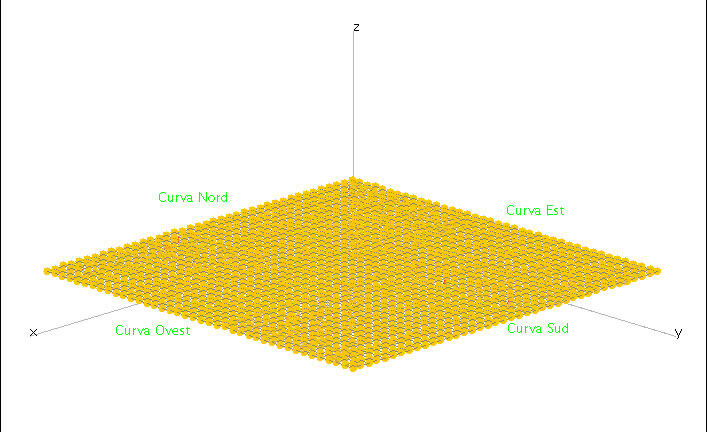 z
Curva Nord
Curva Est
x
Curva Ovest
Curva Sud
y